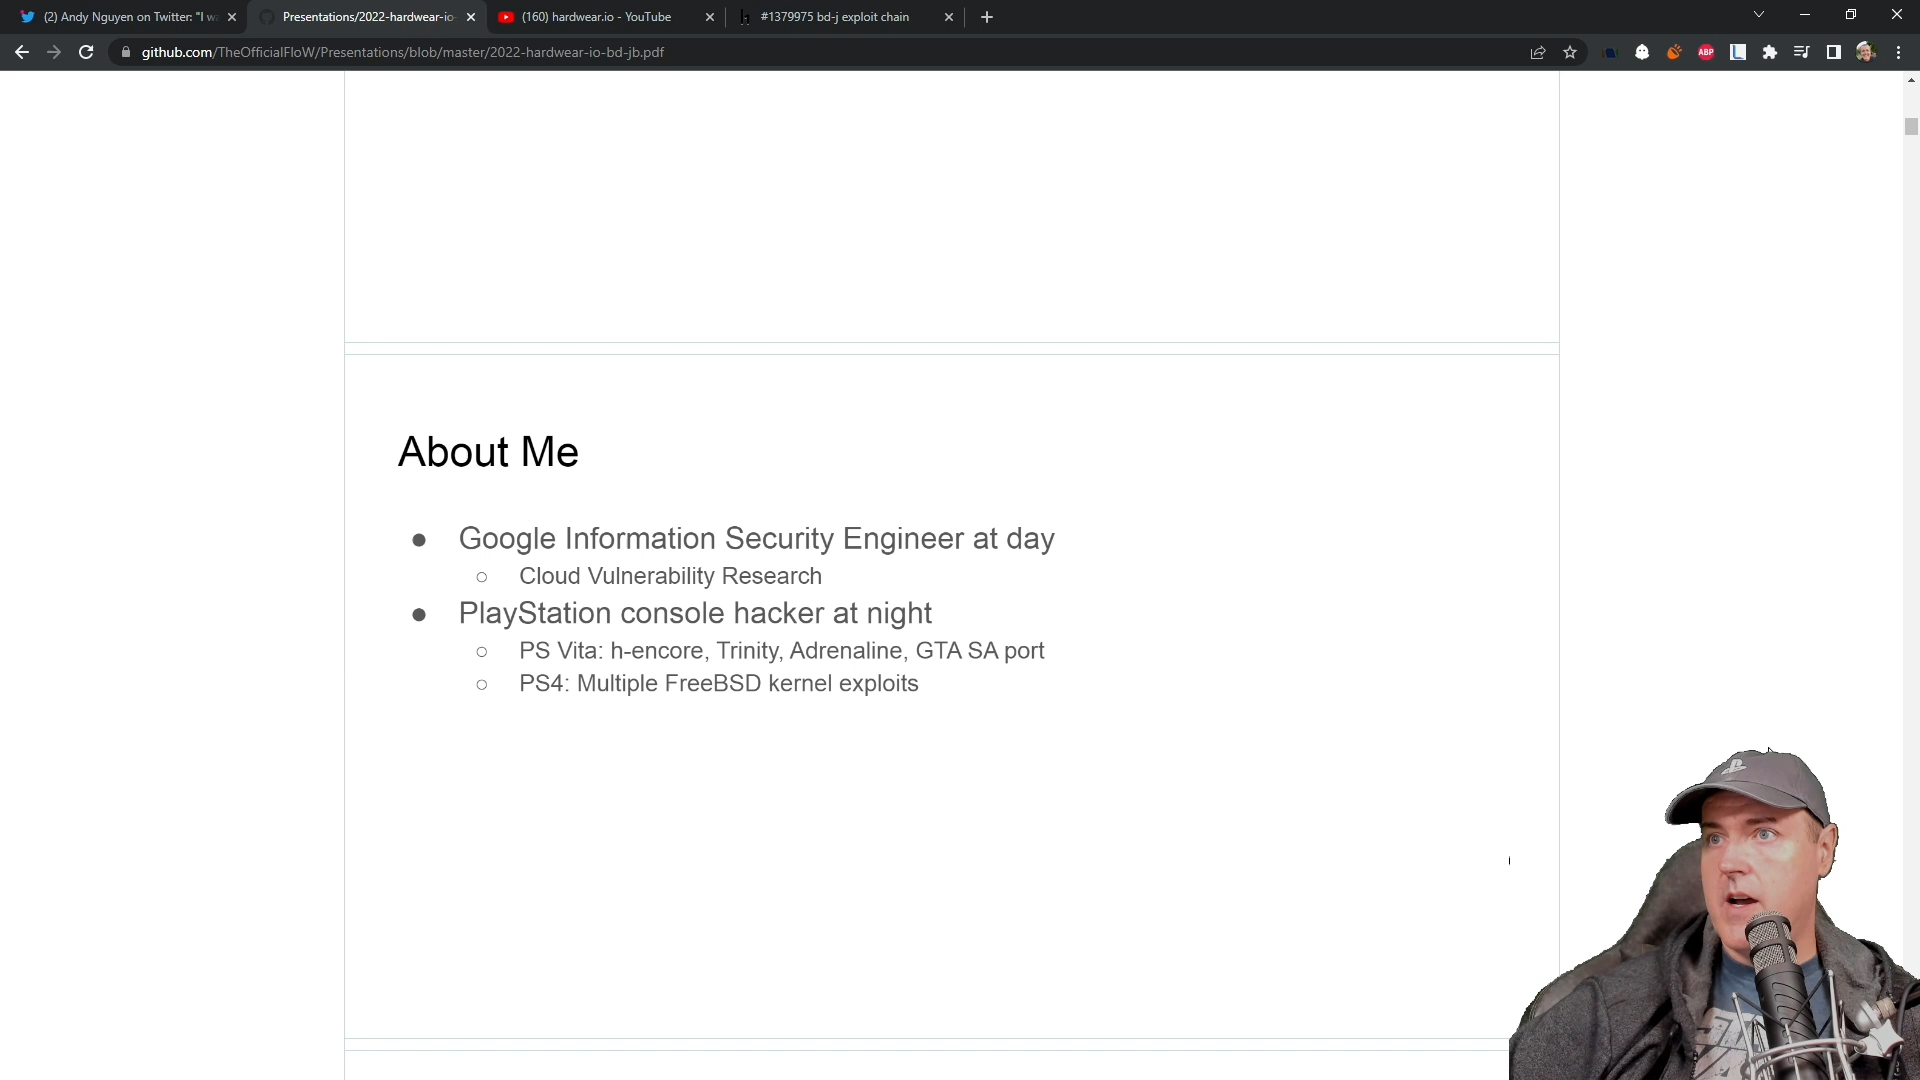 (2) Andy Nguyen on Twitter: "I w
Presentations/2022-hardwear-io-
(160) hardwear.io - YouTube
#1379975 bd-j exploit chain
github.com/TheOfficialFloW/Presentations/blob/master/2022-hardwear-io-bd-jb.pdf
ABP
About Me
● Google Information Security Engineer at day
○ Cloud Vulnerability Research
● PlayStation console hacker at night
○ PS Vita: h-encore, Trinity, Adrenaline, GTA SA port
○ PS4: Multiple FreeBSD kernel exploits